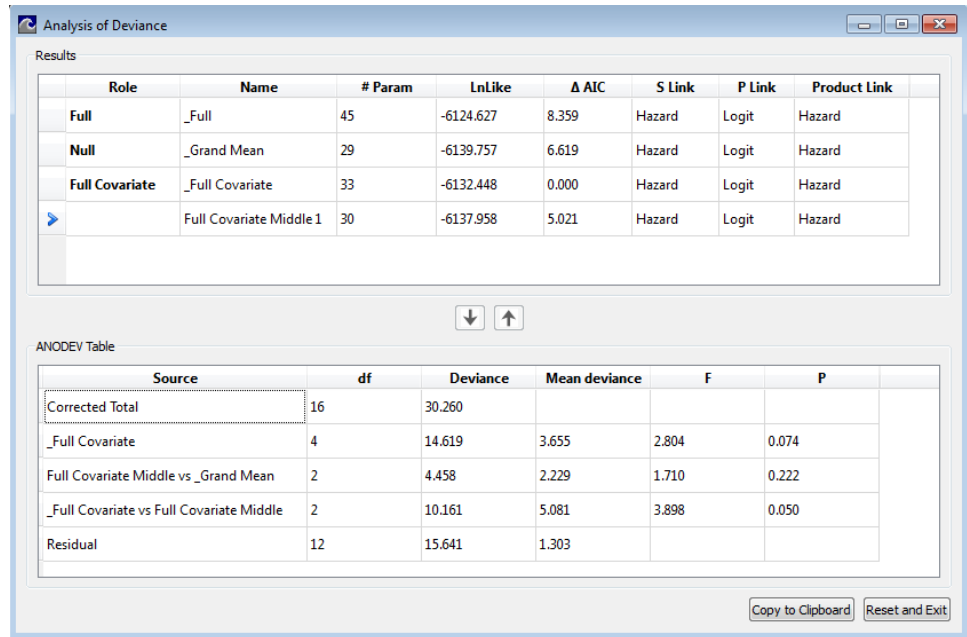 Analysis of Deviance
Results
Role Name # Param LnLike Δ AIC S Link P Link Product Link
Full _Full 45 -6124.627 8.359 Hazard Logit Hazard
Null _Grand Mean 29 -6139.757 6.619 Hazard Logit Hazard
Full Covariate _Full Covariate 33 -6132.448 0.000 Hazard Logit Hazard
Full Covariate Middle 1 30 -6137.958 5.021 Hazard Logit Hazard
ANODEV Table
Source df Deviance Mean deviance F P
Corrected Total 16 30.260
_Full Covariate 4 14.619 3.655 2.804 0.074
Full Covariate Middle vs _Grand Mean 2 4.458 2.229 1.710 0.222
_Full Covariate vs Full Covariate Middle 2 10.161 5.081 3.898 0.050
Residual 12 15.641 1.303
Copy to Clipboard Reset and Exit